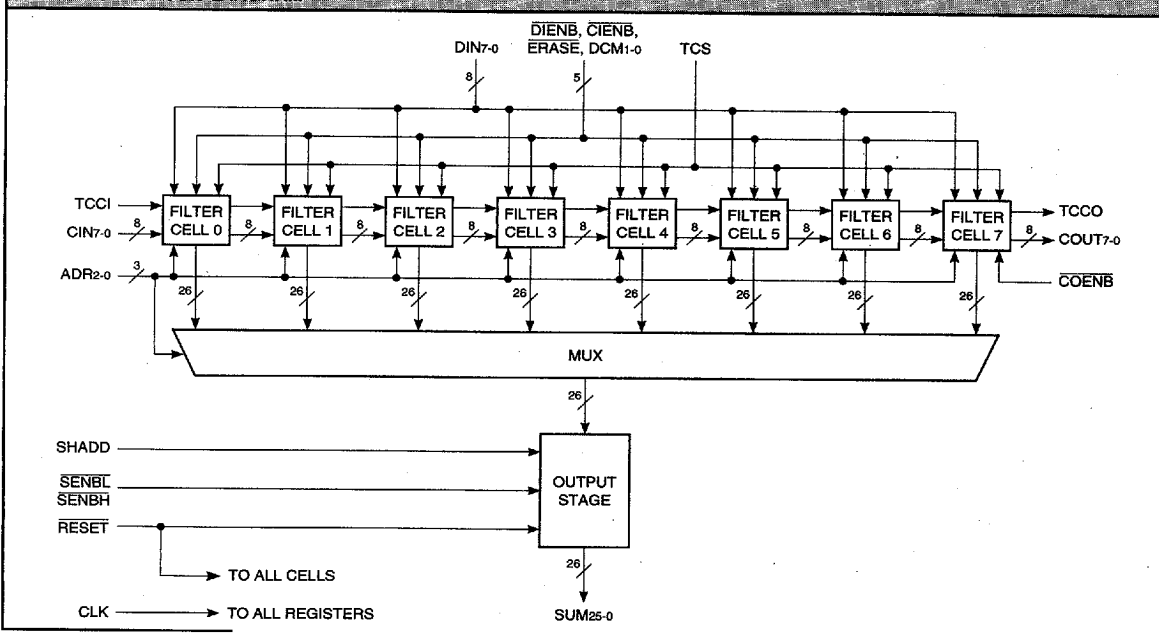 DIENB, CIENB,
DIN7-0 ERASE, DCM1-0 TCS
8 5
TCCI
CIN7-0 8
FILTER CELL 0
8
FILTER CELL 1
8
FILTER CELL 2
8
FILTER CELL 3
8
FILTER CELL 4
8
FILTER CELL 5
8
FILTER CELL 6
8
FILTER CELL 7
TCCO
8 COUT7-0
ADR2-0 3
COENB
26 26 26 26 26 26 26 26
MUX
26
SHADD
SENBL
SENBH
RESET
OUTPUT
STAGE
26
TO ALL CELLS
CLK TO ALL REGISTERS
SUM25-0